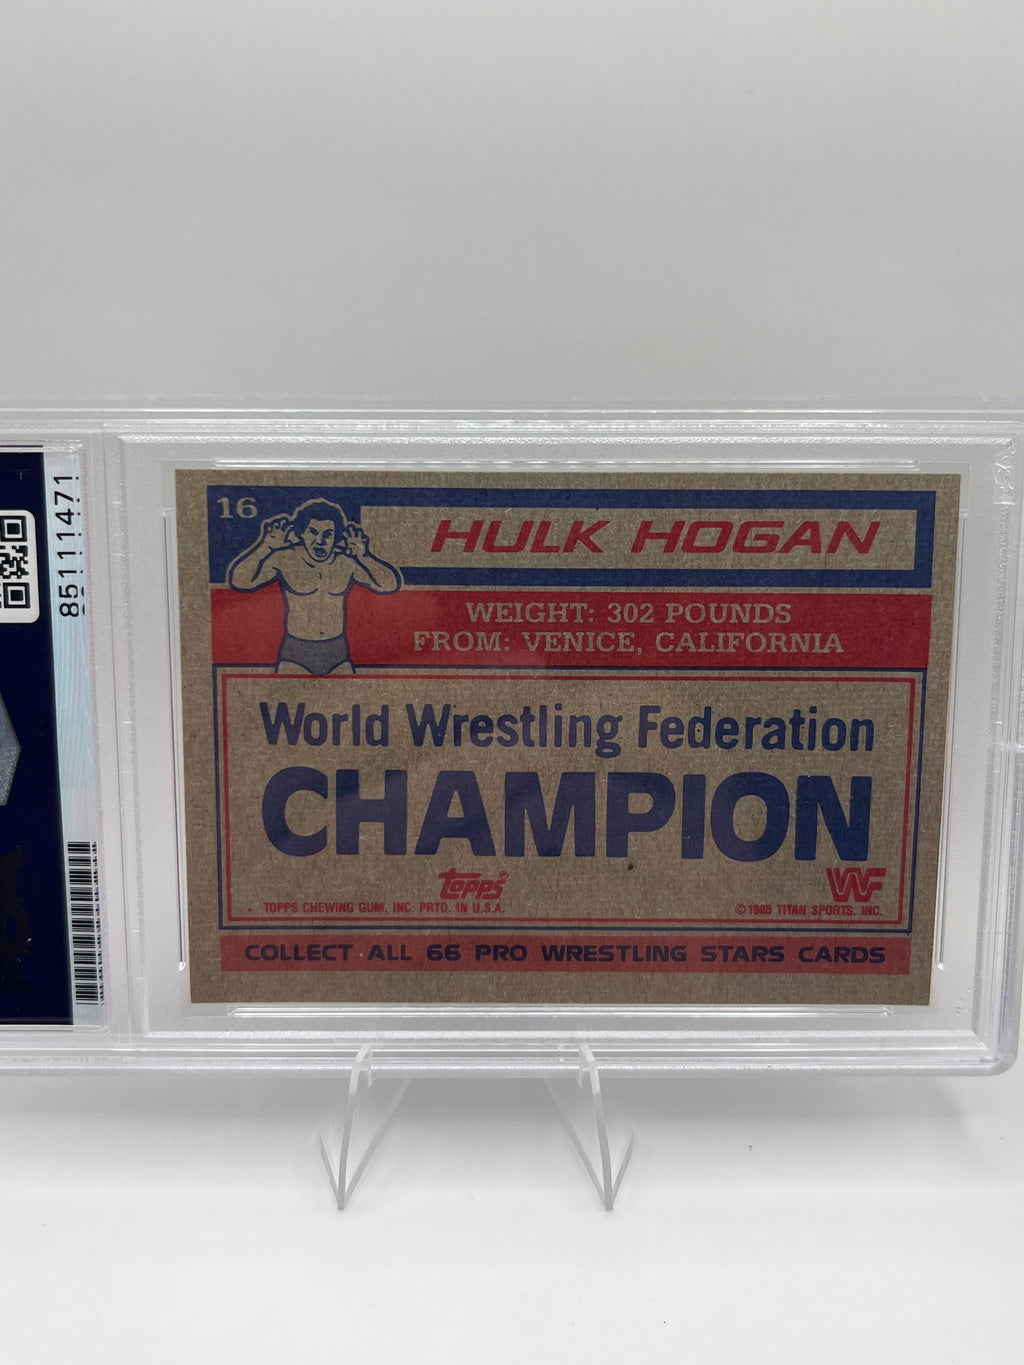 85111471
16
HULK HOGAN
WEIGHT: 302 POUNDS
FROM: VENICE, CALIFORNIA
World Wrestling Federation
CHAMPION
topps
TOPPS CHEWING GUM, INC. PRTD. IN U.S.A.
WF
©1985 TITAN SPORTS, INC.
COLLECT ALL 66 PRO WRESTLING STARS CARDS